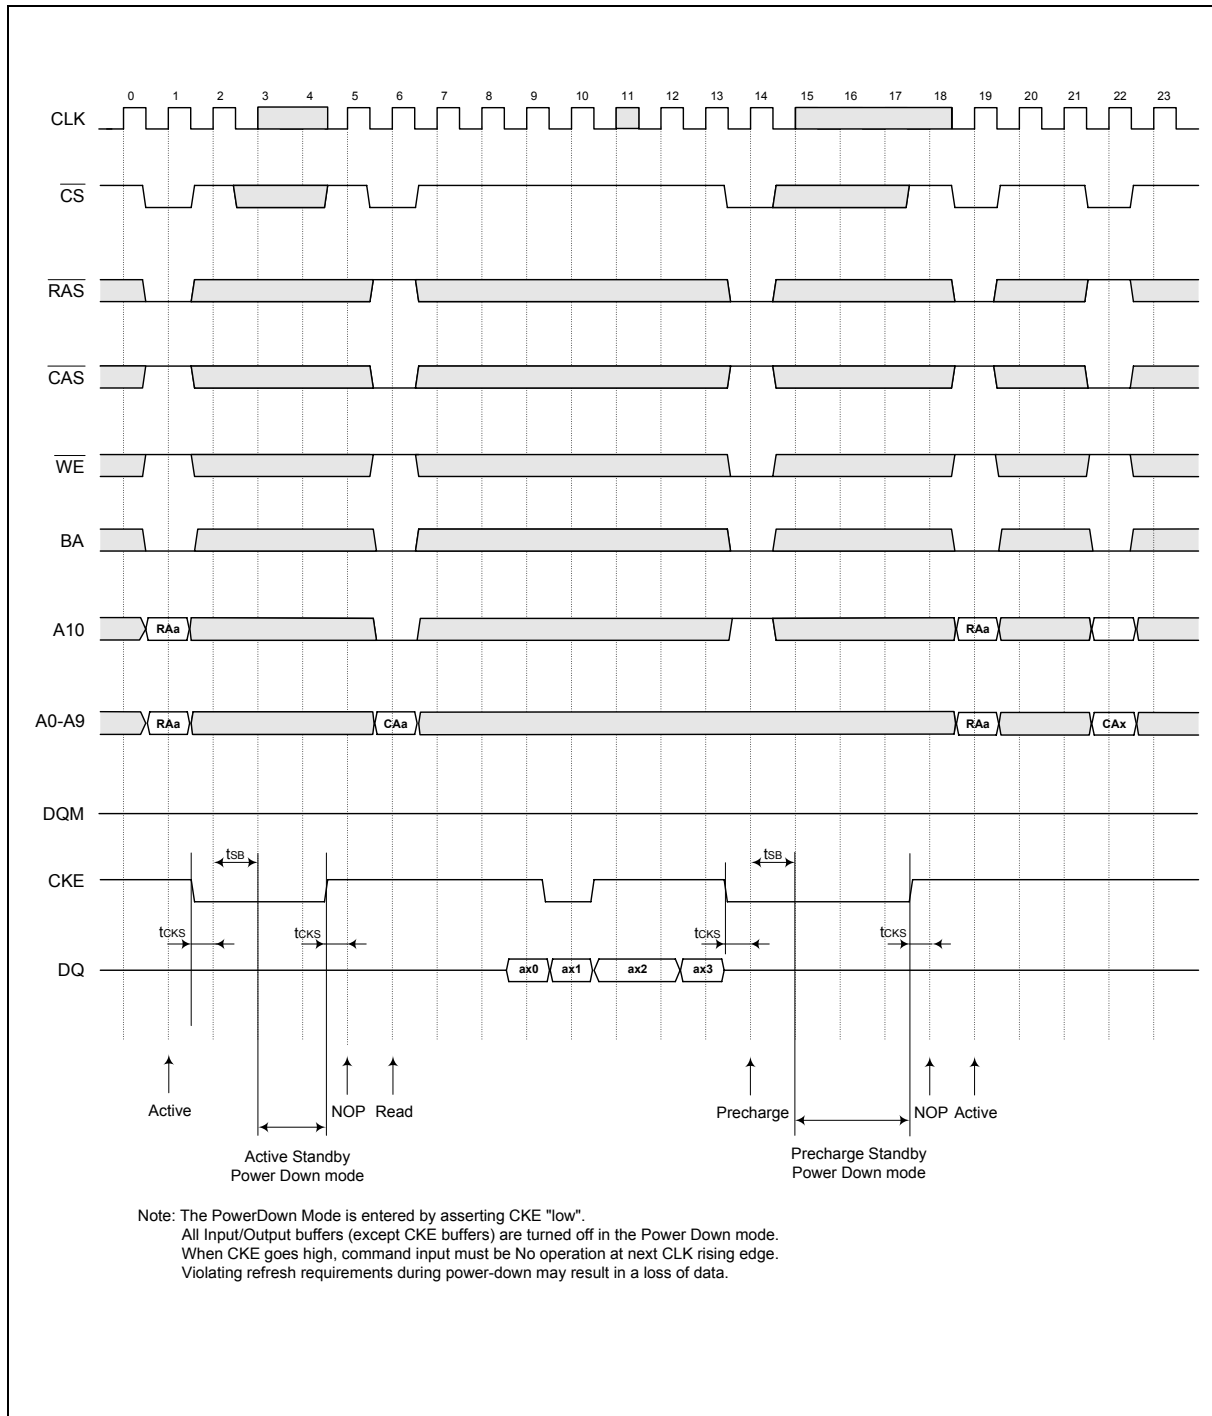 0 1 2 3 4 5 6 7 8 9 10 11 12 13 14 15 16 17 18 19 20 21 22 23
CLK
CS
RAS
CAS
WE
BA
A10 RAa RAa
A0-A9 RAa CAa RAa CAx
DQM
tSB tSB
CKE
tCKS tCKS tCKS tCKS
DQ ax0 ax1 ax2 ax3
Active NOP Read Precharge NOP Active
Active Standby
Power Down mode
Precharge Standby
Power Down mode
Note: The PowerDown Mode is entered by asserting CKE "low".
All Input/Output buffers (except CKE buffers) are turned off in the Power Down mode.
When CKE goes high, command input must be No operation at next CLK rising edge.
Violating refresh requirements during power-down may result in a loss of data.